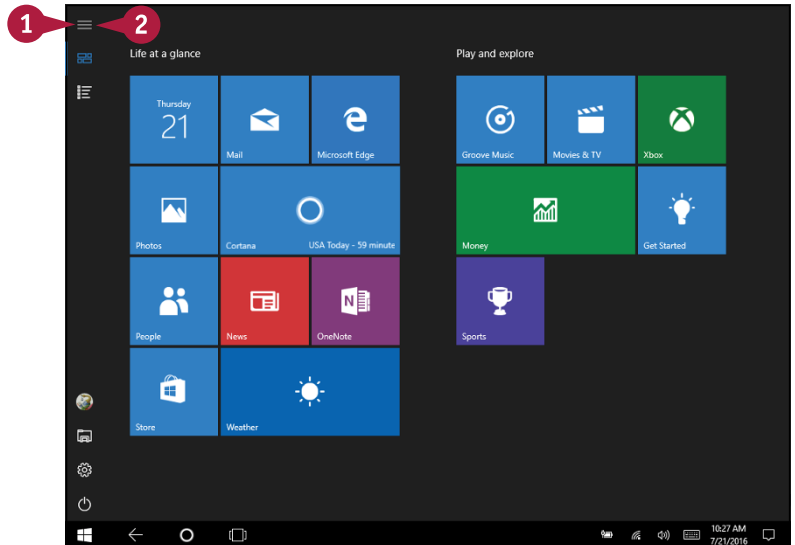 1
2
Life at a glance
Play and explore
Thursday
21
Mail
Microsoft Edge
Groove Music
Movies & TV
Xbox
Photos
Cortana
USA Today - 59 minute
Money
Get Started
People
News
N
OneNote
Sports
Store
Weather
10:27 AM
7/21/2016